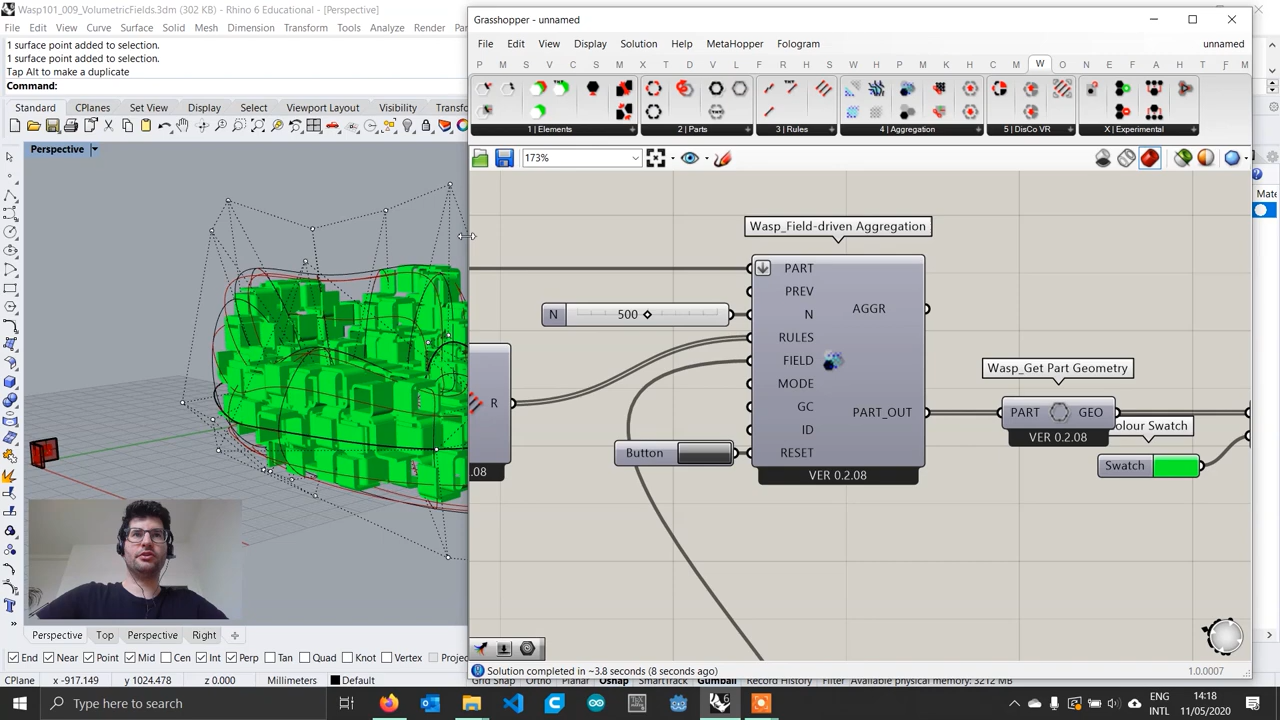 Wasp101_009_VolumetricFields.3dm (302 KB) - Rhino 6 Educational - [Perspective]
File Edit View Curve Surface Solid Mesh Dimension Transform Tools Analyze Ren
1 surface point added to selection.
1 surface point added to selection.
Tap Alt to make a duplicate
Command:
Standard CPlanes Set View Display Select Viewport Layout Visibility Transfo
Perspective
Grasshopper - unnamed
File Edit View Display Solution Help MetaHopper Fologram unnamed
P M S V C S M X T D V L F T H S V W H P M K H C M W O N E T A E F M
1 | Elements 2 | Parts 3 | Rules 4 | Aggregation 5 | DisCo VR X | Experimental
173%
Mate
Wasp_Field-driven Aggregation
PART
PREV
N 500
N
RULES
FIELD
MODE
GC
ID
RESET
AGGR
PART_OUT
VER 0.2.08
R
.08
Button
Wasp_Get Part Geometry
PART GEO
VER 0.2.08
olour Swatch
Swatch
Perspective Top Perspective Right
End Near Point Mid Cen Int Perp Tan Quad Knot Vertex Projec
Solution completed in ~3.8 seconds (8 seconds ago) 1.0.0007
CPlane x -917.149 y 1024.478 z 0.000 Millimeters Default Grid Snap Ortho Planar Osnap SmartTrack Gumball Record History Filter Available physical memory: 3212 MB
Type here to search
ENG
INTL
14:18
11/05/2020